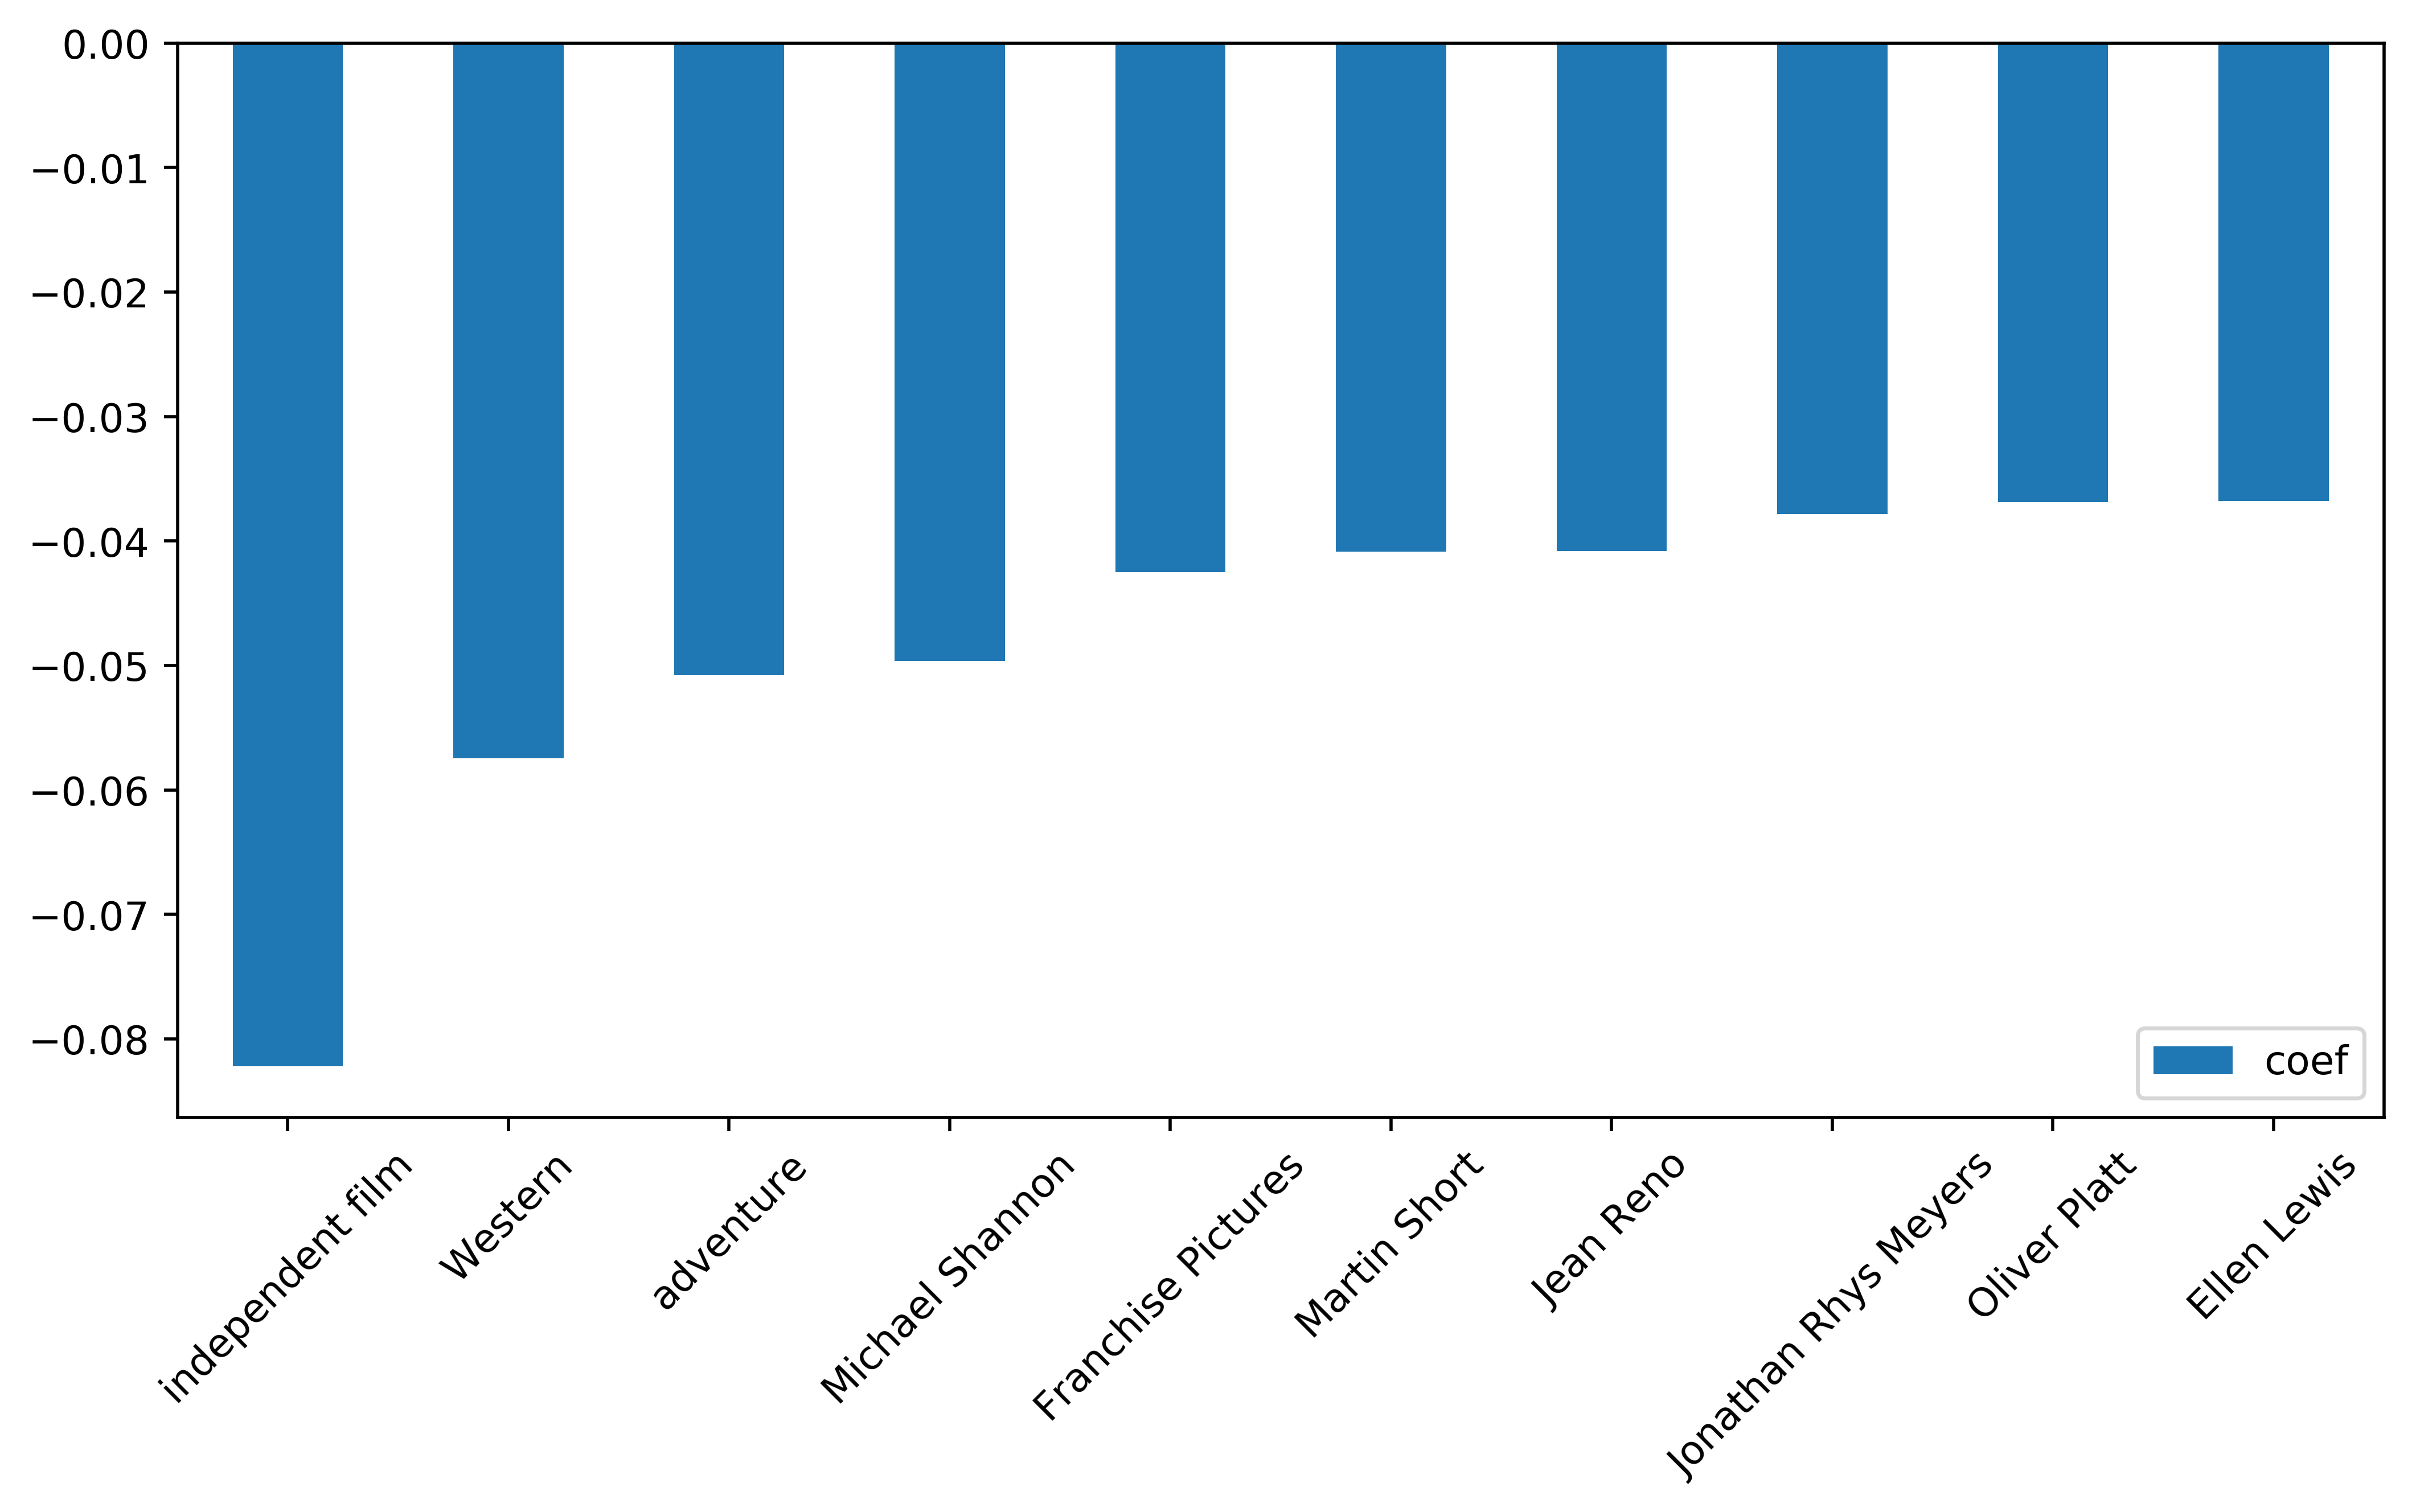 0.00
−0.01
−0.02
−0.03
−0.04
−0.05
−0.06
−0.07
−0.08
coef
independent film
Western
adventure
Michael Shannon
Franchise Pictures
Martin Short
Jean Reno
Jonathan Rhys Meyers
Oliver Platt
Ellen Lewis